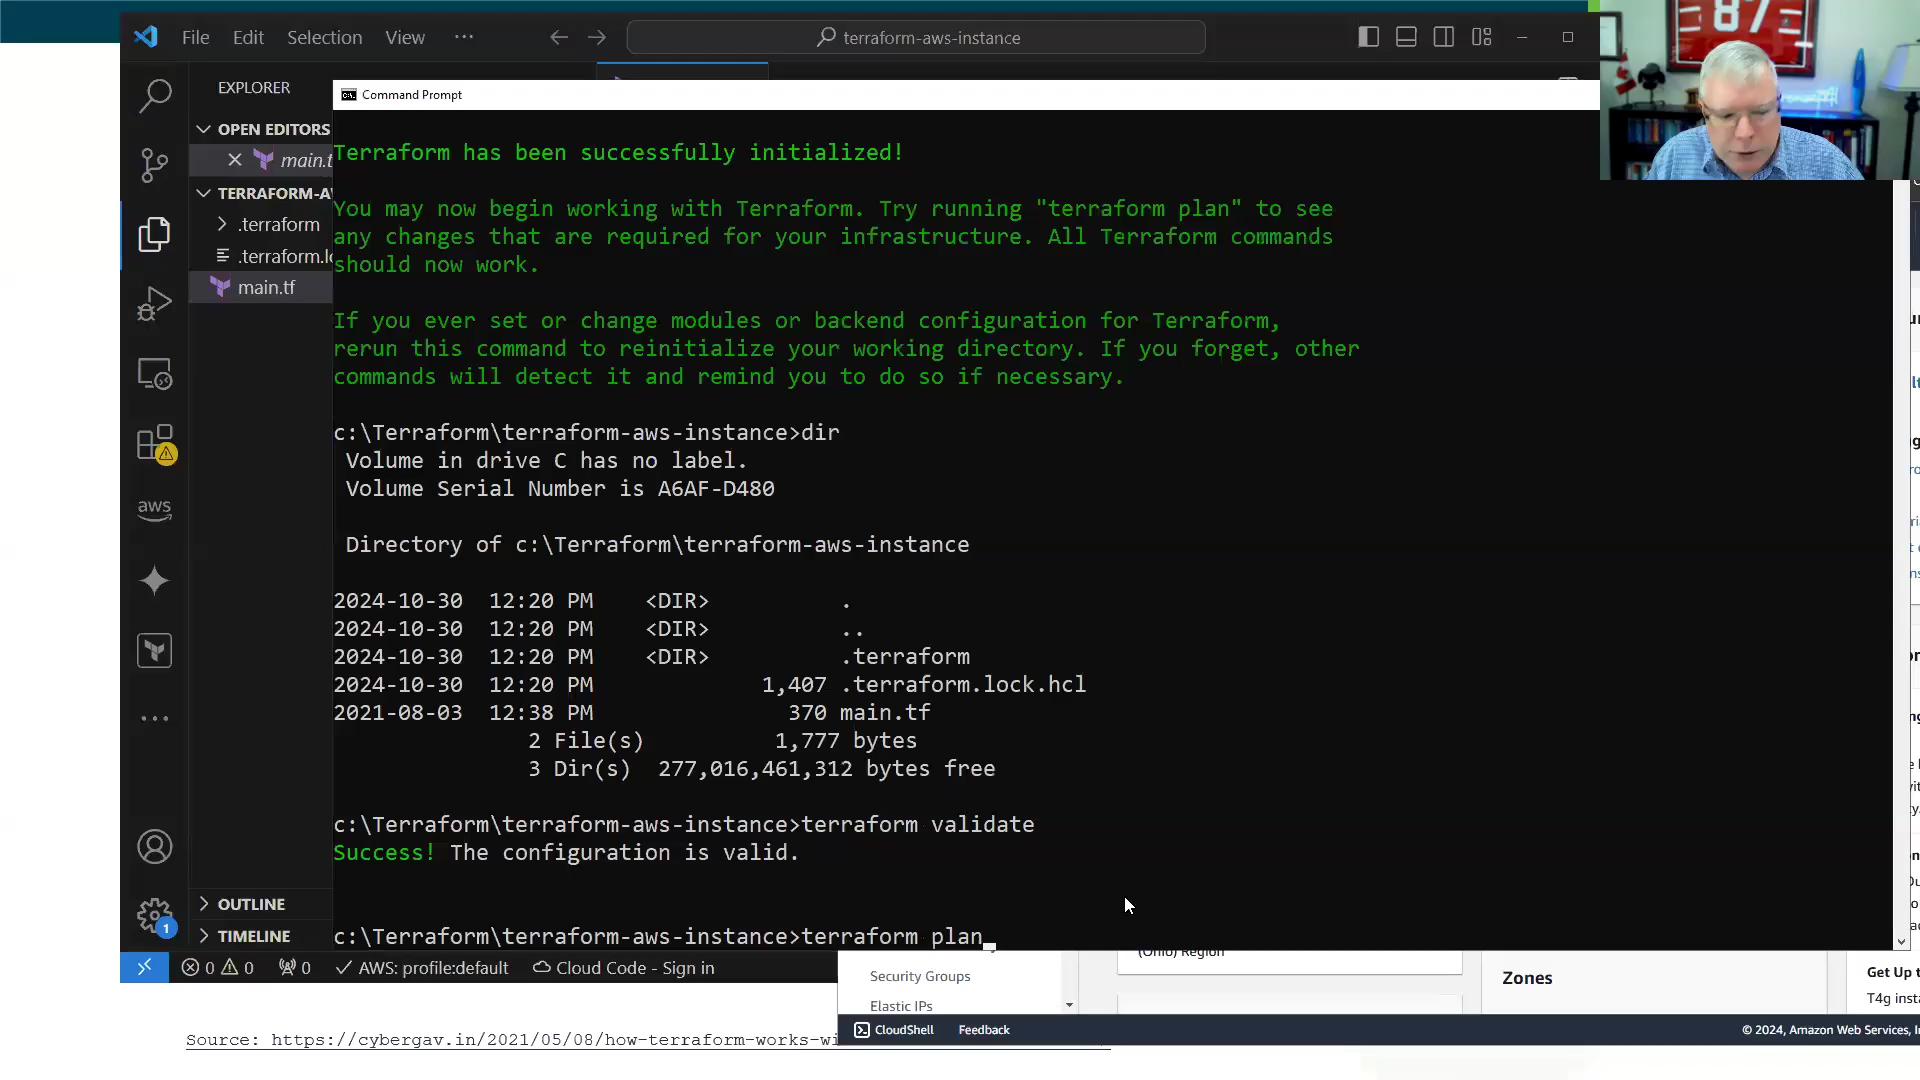 File Edit Selection View ···
terraform-aws-instance
87
EXPLORER
OPEN EDITORS
main.t
TERRAFORM-A
.terraform
.terraform.lo
main.tf
aws
OUTLINE
TIMELINE
1
Command Prompt
Terraform has been successfully initialized!
You may now begin working with Terraform. Try running "terraform plan" to see
any changes that are required for your infrastructure. All Terraform commands
should now work.
If you ever set or change modules or backend configuration for Terraform,
rerun this command to reinitialize your working directory. If you forget, other
commands will detect it and remind you to do so if necessary.
c:\Terraform\terraform-aws-instance>dir
Volume in drive C has no label.
Volume Serial Number is A6AF-D480
Directory of c:\Terraform\terraform-aws-instance
2024-10-30 12:20 PM <DIR> .
2024-10-30 12:20 PM <DIR> ..
2024-10-30 12:20 PM <DIR> .terraform
2024-10-30 12:20 PM 1,407 .terraform.lock.hcl
2021-08-03 12:38 PM 370 main.tf
2 File(s) 1,777 bytes
3 Dir(s) 277,016,461,312 bytes free
c:\Terraform\terraform-aws-instance>terraform validate
Success! The configuration is valid.
c:\Terraform\terraform-aws-instance>terraform plan
0 0 0 AWS: profile:default Cloud Code - Sign in
(Ohio) Region
Security Groups
Elastic IPs
Zones
Get Up t
T4g insta
CloudShell Feedback
© 2024, Amazon Web Services, I
Source: https://cybergav.in/2021/05/08/how-terraform-works-wi